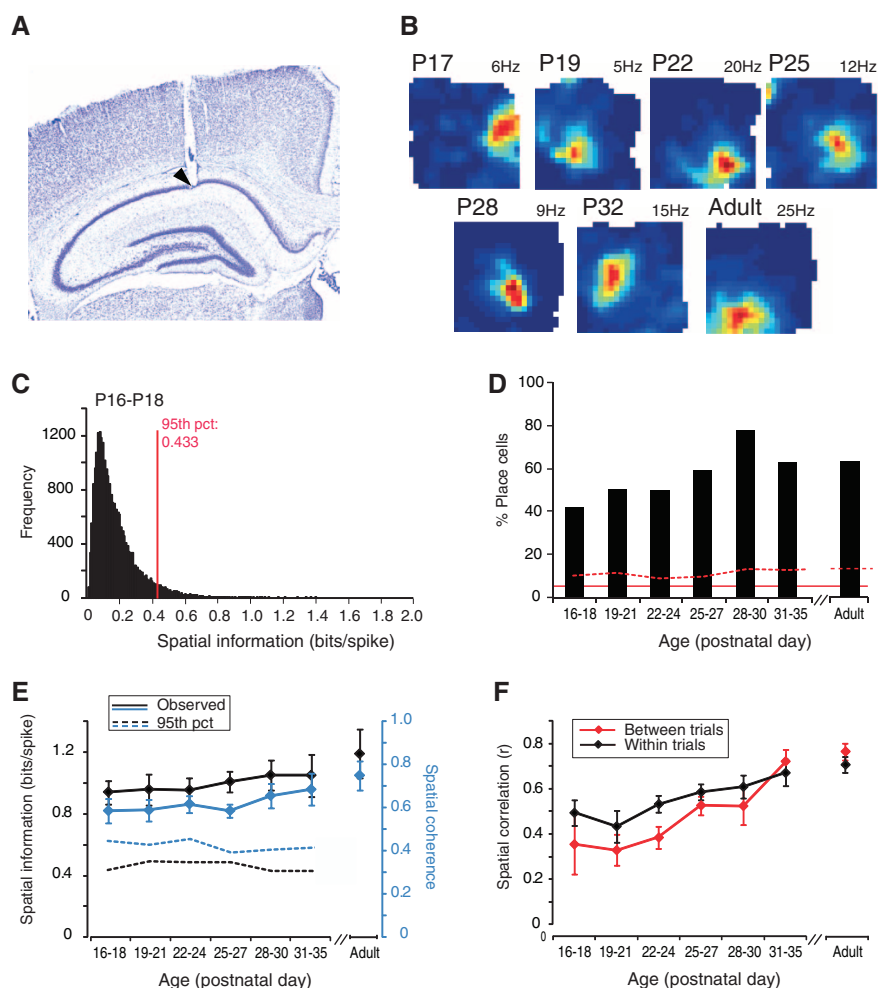 A
B
P17 6Hz P19 5Hz P22 20Hz P25 12Hz
P28 9Hz P32 15Hz Adult 25Hz
C
P16-P18
95th pct:
0.433
Frequency
1200
800
400
0
0 0.2 0.4 0.6 0.8 1.0 1.2 1.4 1.6 1.8 2.0
Spatial information (bits/spike)
D
% Place cells
100
80
60
40
20
0
16-18 19-21 22-24 25-27 28-30 31-35 // Adult
Age (postnatal day)
E
Observed
95th pct
Spatial information (bits/spike)
1.2
0.8
0.4
0
1.0
0.8
0.6
0.4
0.2
0
Spatial coherence
16-18 19-21 22-24 25-27 28-30 31-35 // Adult
Age (postnatal day)
F
Between trials
Within trials
Spatial correlation (r)
0.8
0.6
0.4
0.2
0
0
16-18 19-21 22-24 25-27 28-30 31-35 // Adult
Age (postnatal day)